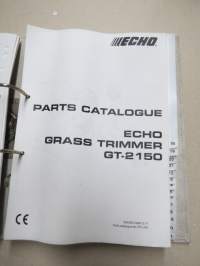 ECHO
PARTS CATALOGUE
ECHO
GRASS TRIMMER
GT-2150
CE